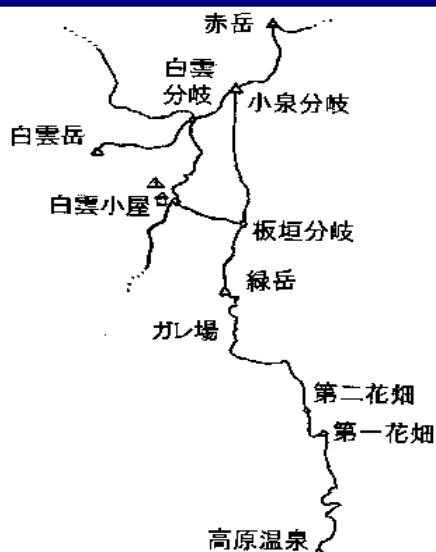 赤岳
白雲
分岐
小泉分岐
白雲岳
白雲小屋
板垣分岐
緑岳
ガレ場
第二花畑
第一花畑
高原温泉